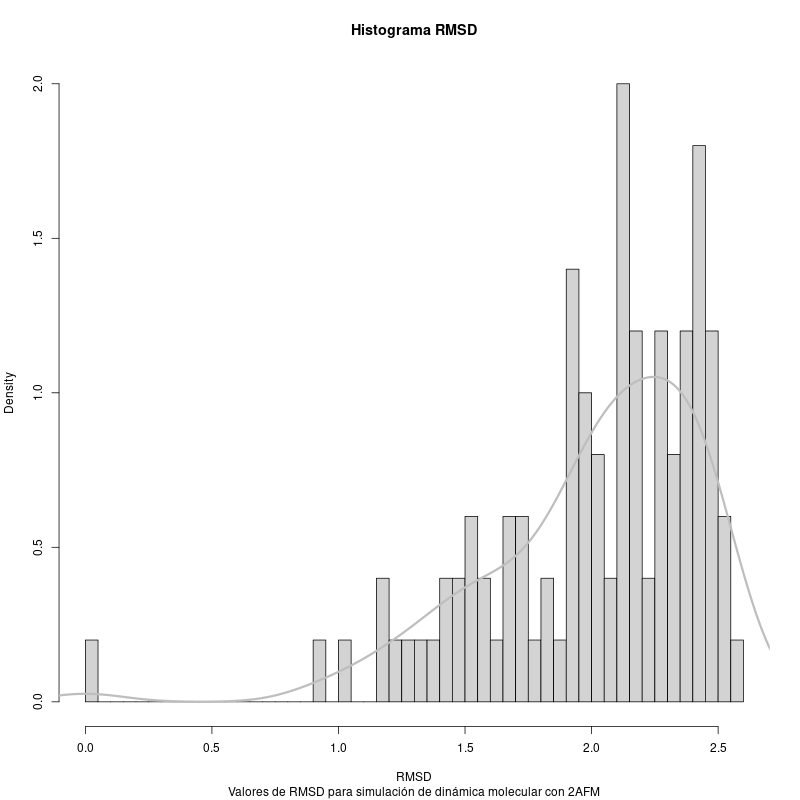 Histograma RMSD
Density
2.0
1.5
1.0
0.5
0.0
0.0 0.5 1.0 1.5 2.0 2.5
RMSD
Valores de RMSD para simulación de dinámica molecular con 2AFM